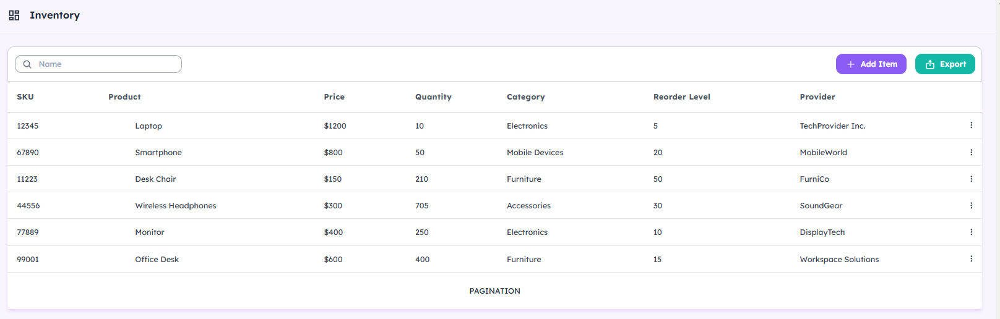 Inventory
Name
Add Item
Export
SKU Product Price Quantity Category Reorder Level Provider
12345 Laptop $1200 10 Electronics 5 TechProvider Inc.
67890 Smartphone $800 50 Mobile Devices 20 MobileWorld
11223 Desk Chair $150 210 Furniture 50 FurniCo
44556 Wireless Headphones $300 705 Accessories 30 SoundGear
77889 Monitor $400 250 Electronics 10 DisplayTech
99001 Office Desk $600 400 Furniture 15 Workspace Solutions
PAGINATION